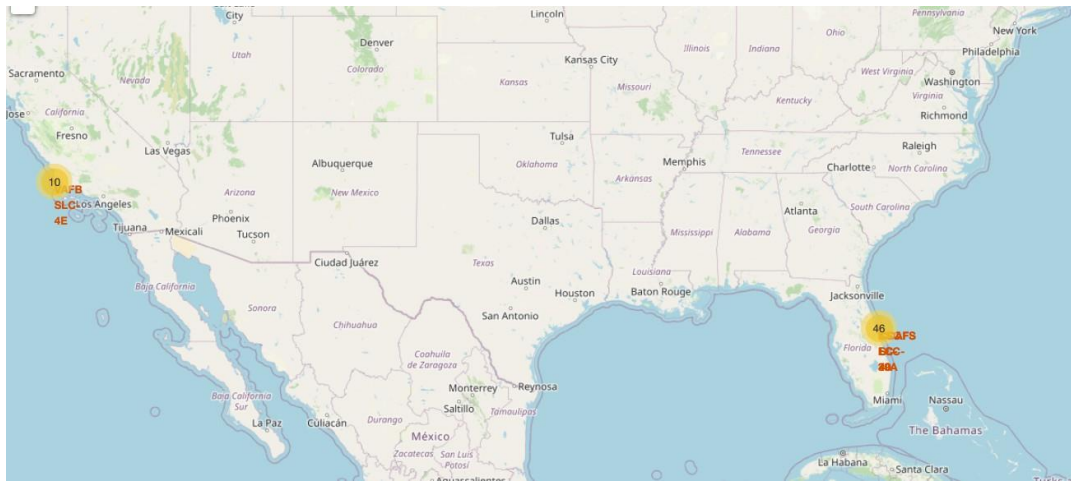 City
Lincoln
New York
Pennsylvania
Ohio
Denver
Illinois
Indiana
Philadelphia
Utah
Kansas City
Sacramento
Colorado
Nevada
Kansas
Missouri
West Virginia
Washington
Jose
California
Kentucky
Virginia
Richmond
Fresno
Las Vegas
Tulsa
Raleigh
Albuquerque
Oklahoma
Memphis
Tennessee
Charlotte
North Carolina
10
AFB
Arizona
New Mexico
Arkansas
SLC-
Los Angeles
4E
Phoenix
Dallas
Atlanta
South Carolina
Tijuana
Mexicali
Tucson
Mississippi
Alabama
Georgia
Ciudad Juárez
Texas
Louisiana
Baja California
Austin
Houston
Baton Rouge
Jacksonville
Sonora
San Antonio
Chihuahua
46
AFS
Florida
Coahuila
de Zaragoza
Baja California
Sur
Monterrey
Reynosa
Miami
Nassau
Saltillo
Tamaulipas
La Paz
Culiacán
Durango
The Bahamas
México
Zacatecas
San Luis
Potosí
La Habana
Santa Clara
Aguascalientes